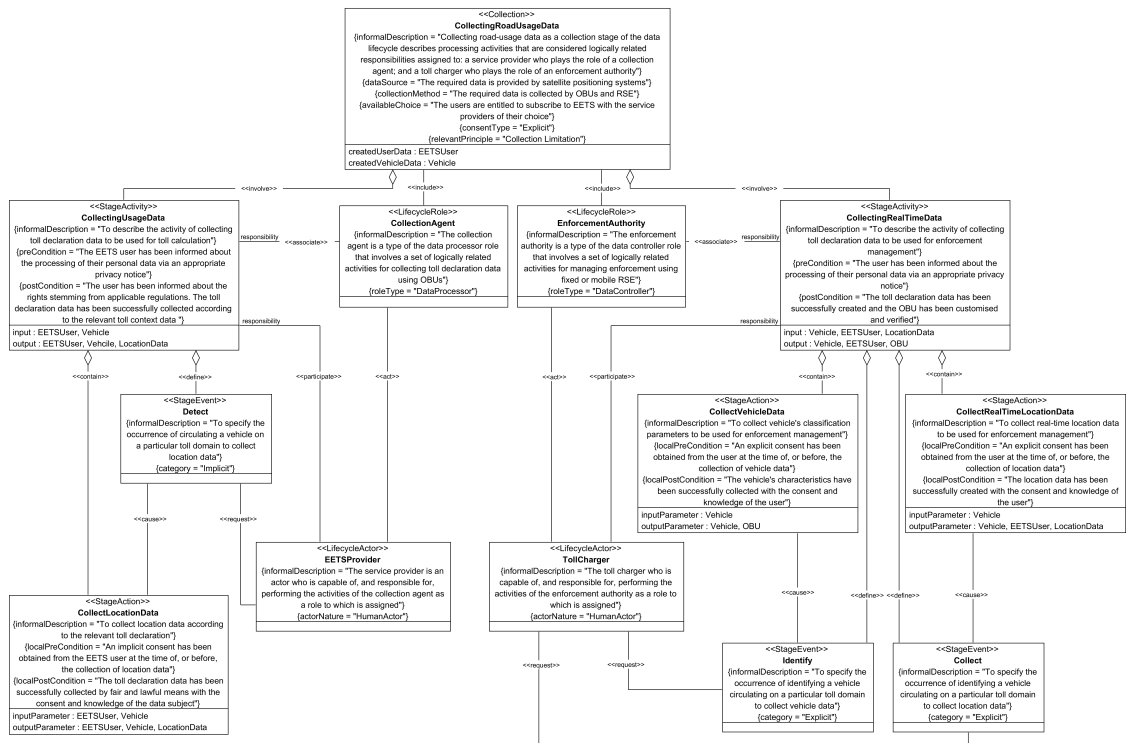 <<Collection>>
CollectingRoadUsageData
{informalDescription = "Collecting road-usage data as a collection stage of the data
lifecycle describes processing activities that are considered logically related
responsibilities assigned to: a service provider who plays the role of a collection
agent; and a toll charger who plays the role of an enforcement authority"}
{dataSource = "The required data is provided by satellite positioning systems"}
{collectionMethod = "The required data is collected by OBUs and RSE"}
{availableChoice = "The users are entitled to subscribe to EETS with the service
providers of their choice"}
{consentType = "Explicit"}
{relevantPrinciple = "Collection Limitation"}
createdUserData : EETSUser
createdVehicleData : Vehicle
<<involve>>
<<include>>
<<include>>
<<involve>>
<<StageActivity>>
CollectingUsageData
{informalDescription = "To describe the activity of collecting
toll declaration data to be used for toll calculation"}
{preCondition = "The EETS user has been informed about
the processing of their personal data via an appropriate
privacy notice"}
{postCondition = "The user has been informed about the
rights stemming from applicable regulations. The toll
declaration data has been successfully collected according
to the relevant toll context data "}
input : EETSUser, Vehicle
output : EETSUser, Vehcile, LocationData
responsibility
<<associate>>
<<LifecycleRole>>
CollectionAgent
{informalDescription = "The collection
agent is a type of the data processor role
that involves a set of logically related
activities for collecting toll declaration data
using OBUs"}
{roleType = "DataProcessor"}
<<LifecycleRole>>
EnforcementAuthority
{informalDescription = "The enforcement
authority is a type of the data controller role
that involves a set of logically related
activities for managing enforcement using
fixed or mobile RSE"}
{roleType = "DataController"}
<<associate>>
responsibility
<<StageActivity>>
CollectingRealTimeData
{informalDescription = "To describe the activity of collecting
toll declaration data to be used for enforcement
management"}
{preCondition = "The user has been informed about the
processing of their personal data via an appropriate privacy
notice"}
{postCondition = "The toll declaration data has been
successfully created and the OBU has been customised
and verified"}
input : Vehicle, EETSUser, LocationData
output : Vehicle, EETSUser, OBU
responsibility
responsibility
<<contain>>
<<define>>
<<participate>>
<<act>>
<<act>>
<<participate>>
<<contain>>
<<contain>>
<<StageEvent>>
Detect
{informalDescription = "To specify the
occurrence of circulating a vehicle on
a particular toll domain to collect
location data"}
{category = "Implicit"}
<<StageAction>>
CollectVehicleData
{informalDescription = "To collect vehicle's classification
parameters to be used for enforcement management"}
{localPreCondition = "An explicit consent has been
obtained from the user at the time of, or before, the
collection of vehicle data"}
{localPostCondition = "The vehicle's characteristics have
been successfully collected with the consent and
knowledge of the user"}
inputParameter : Vehicle
outputParameter : Vehicle, OBU
<<StageAction>>
CollectRealTimeLocationData
{informalDescription = "To collect real-time location data
to be used for enforcement management"}
{localPreCondition = "An explicit consent has been
obtained from the user at the time of, or before, the
collection of location data"}
{localPostCondition = "The location data has been
successfully created with the consent and knowledge of
the user"}
inputParameter : Vehicle
outputParameter : Vehicle, EETSUser, LocationData
<<cause>>
<<request>>
<<LifecycleActor>>
EETSProvider
{informalDescription = "The service provider is an
actor who is capable of, and responsible for,
performing the activities of the collection agent as
a role to which is assigned"}
{actorNature = "HumanActor"}
<<LifecycleActor>>
TollCharger
{informalDescription = "The toll charger who is
capable of, and responsible for, performing the
activities of the enforcement authority as a role to
which is assigned"}
{actorNature = "HumanActor"}
<<cause>>
<<define>>
<<define>>
<<cause>>
<<StageAction>>
CollectLocationData
{informalDescription = "To collect location data according
to the relevant toll declaration"}
{localPreCondition = "An implicit consent has been
obtained from the EETS user at the time of, or before,
the collection of location data"}
{localPostCondition = "The toll declaration data has been
successfully collected by fair and lawful means with the
consent and knowledge of the data subject"}
inputParameter : EETSUser, Vehicle
outputParameter : EETSUser, Vehicle, LocationData
<<request>>
<<request>>
<<StageEvent>>
Identify
{informalDescription = "To specify the
occurrence of identifying a vehicle
circulating on a particular toll domain
to collect vehicle data"}
{category = "Explicit"}
<<StageEvent>>
Collect
{informalDescription = "To specify the
occurrence of identifying a vehicle
circulating on a particular toll domain
to collect location data"}
{category = "Explicit"}